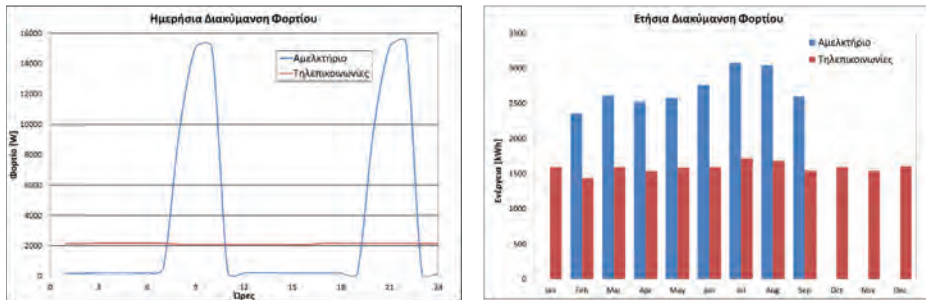 Ημερήσια Διακύμανση Φορτίου
Φορτίο [W]
16000
14000
12000
10000
8000
6000
4000
2000
0
Αμελκτήριο
Τηλεπικοινωνίες
0 3 6 9 12 15 18 21 24
Ώρες
Ετήσια Διακύμανση Φορτίου
Ενέργεια [kWh]
3500
3000
2500
2000
1500
1000
500
0
Αμελκτήριο
Τηλεπικοινωνίες
Jan Feb Mar Apr May Jun Jul Aug Sep Oct Nov Dec